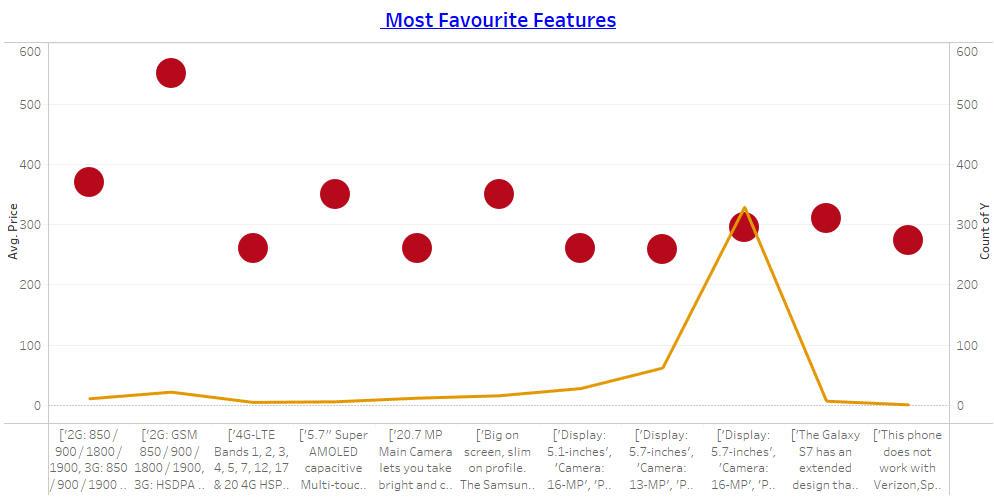 Most Favourite Features
600 600
500 500
400 400
300 300
200 200
100 100
0 0
Avg. Price
Count of Y
['2G: 850 /
900 / 1800 /
1900, 3G: 850
/ 900 / 1900 ..
['2G: GSM
850 / 900 /
1800 / 1900,
3G: HSDPA ..
['4G-LTE
Bands 1, 2, 3,
4, 5, 7, 12, 17
& 20 4G HSP..
['5.7" Super
AMOLED
capacitive
Multi-touc..
['20.7 MP
Main Camera
lets you take
bright and c..
['Big on
screen, slim
on profile.
The Samsun..
['Display:
5.1-inches',
'Camera:
16-MP', 'P..
['Display:
5.7-inches',
'Camera:
13-MP', 'P..
['Display:
5.7-inches',
'Camera:
16-MP', 'P..
['The Galaxy
S7 has an
extended
design tha..
['This phone
does not
work with
Verizon,Sp..